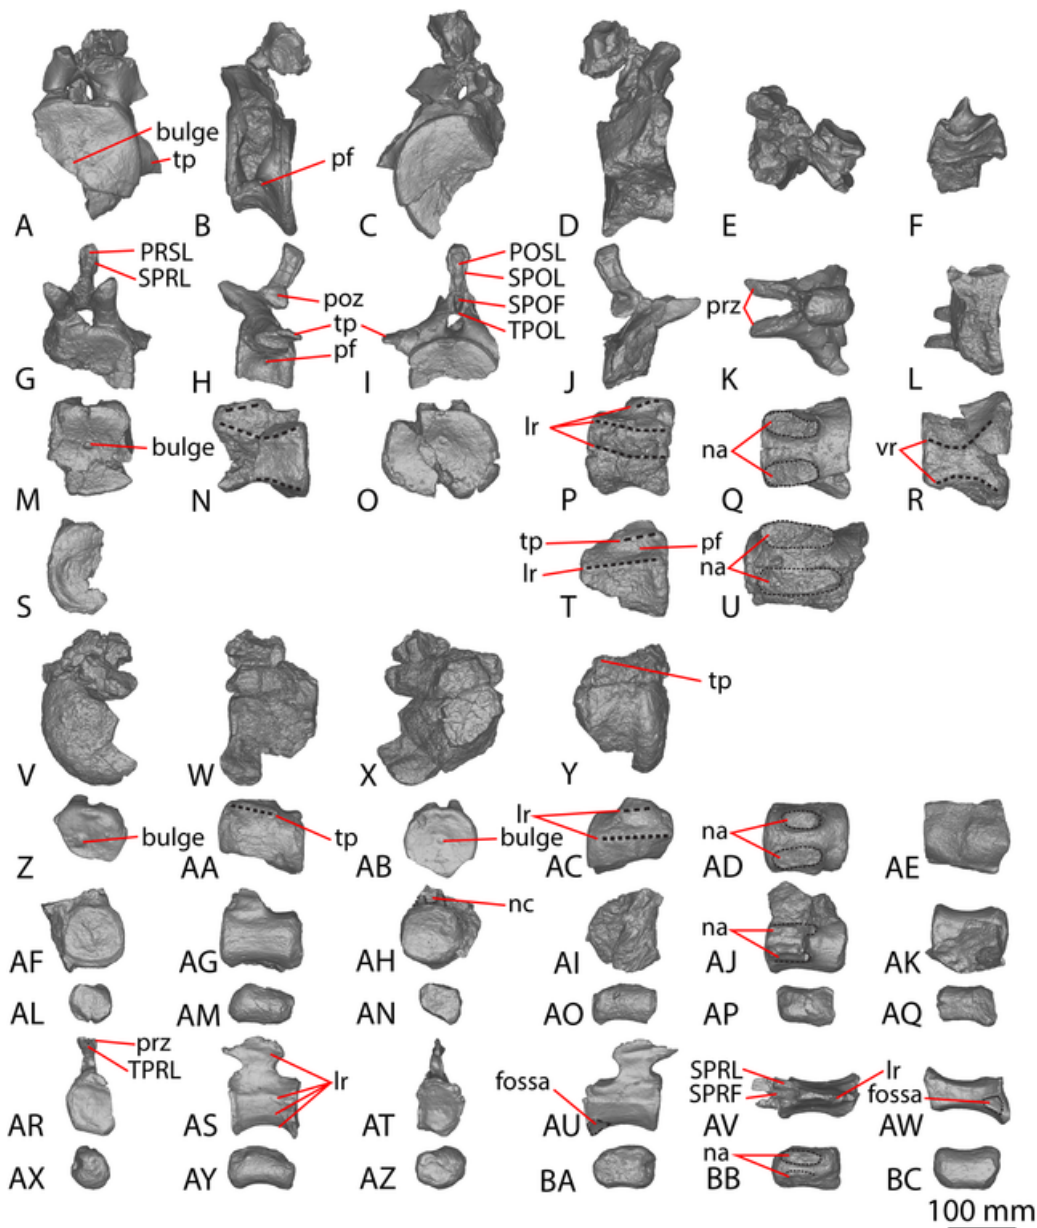 bulge
tp
pf
A B C D E F
PRSL
SPRL
poz
tp
pf
POSL
SPOL
SPOF
TPOL
prz
G H I J K L
bulge
lr
na
vr
M N O P Q R
tp
lr
pf
na
S T U
tp
V W X Y
bulge
tp
bulge
lr
na
Z AA AB AC AD AE
nc
na
AF AG AH AI AJ AK
AL AM AN AO AP AQ
prz
TPRL
lr
fossa
SPRL
SPRF
lr
fossa
AR AS AT AU AV AW
na
AX AY AZ BA BB BC
100 mm